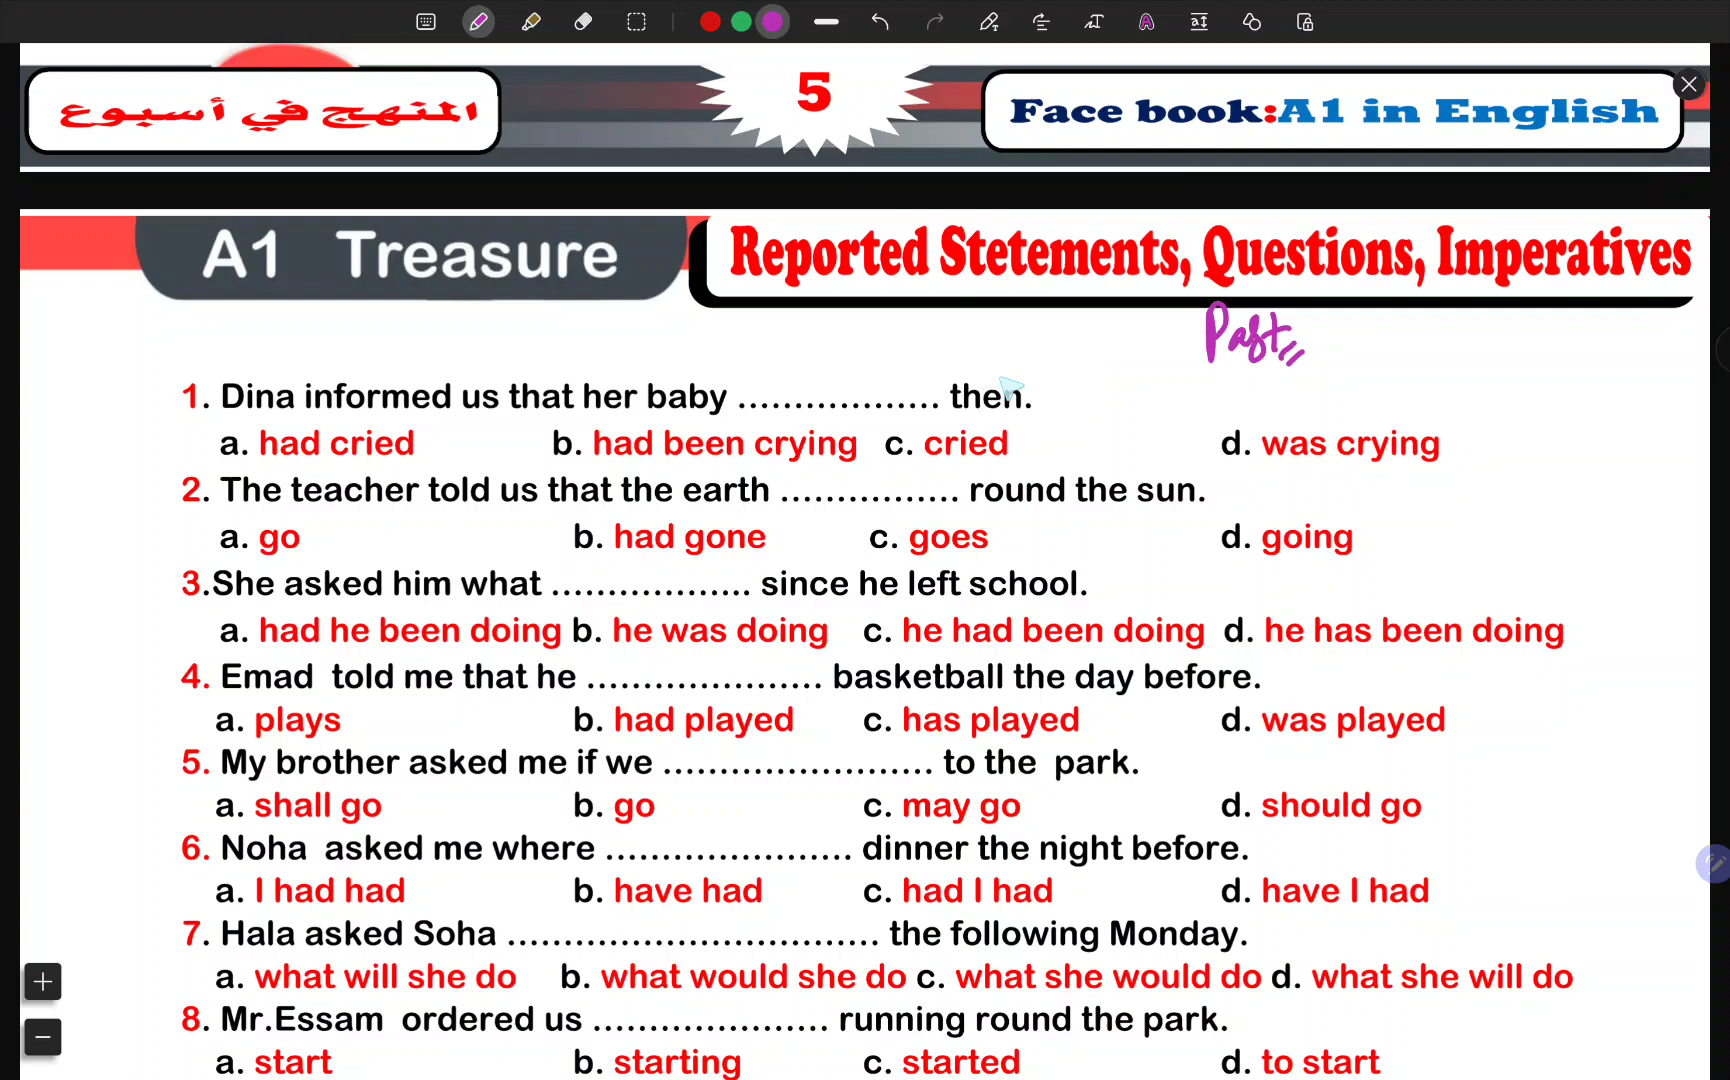 المنهج في أسبوع
5
Face book:A1 in English
A1 Treasure
Reported Stetements, Questions, Imperatives
Past
1. Dina informed us that her baby .................. then.
a. had cried b. had been crying c. cried d. was crying
2. The teacher told us that the earth ................ round the sun.
a. go b. had gone c. goes d. going
3.She asked him what .................. since he left school.
a. had he been doing b. he was doing c. he had been doing d. he has been doing
4. Emad told me that he ..................... basketball the day before.
a. plays b. had played c. has played d. was played
5. My brother asked me if we ........................ to the park.
a. shall go b. go c. may go d. should go
6. Noha asked me where ...................... dinner the night before.
a. I had had b. have had c. had I had d. have I had
7. Hala asked Soha ................................. the following Monday.
a. what will she do b. what would she do c. what she would do d. what she will do
8. Mr.Essam ordered us ..................... running round the park.
a. start b. starting c. started d. to start